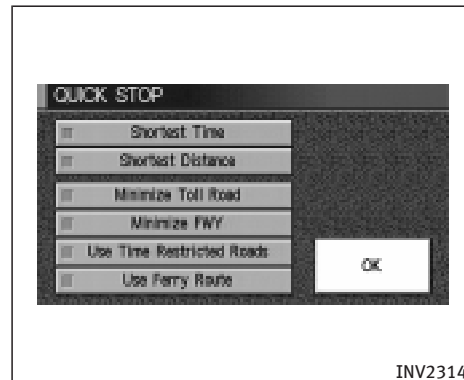 QUICK STOP
Shortest Time
Shortest Distance
Minimize Toll Road
Minimize FWY
Use Time Restricted Roads
Use Ferry Route
OK
INV2314